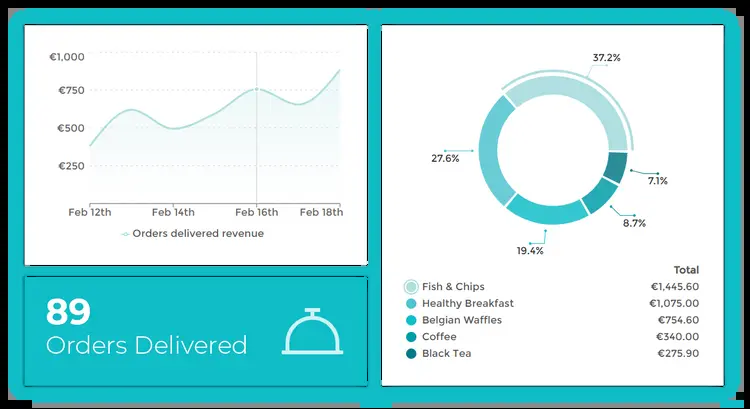 €1,000
€750
€500
€250
Feb 12th Feb 14th Feb 16th Feb 18th
Orders delivered revenue
89
Orders Delivered
37.2%
27.6%
7.1%
8.7%
19.4%
Total
Fish & Chips €1,445.60
Healthy Breakfast €1,075.00
Belgian Waffles €754.60
Coffee €340.00
Black Tea €275.90